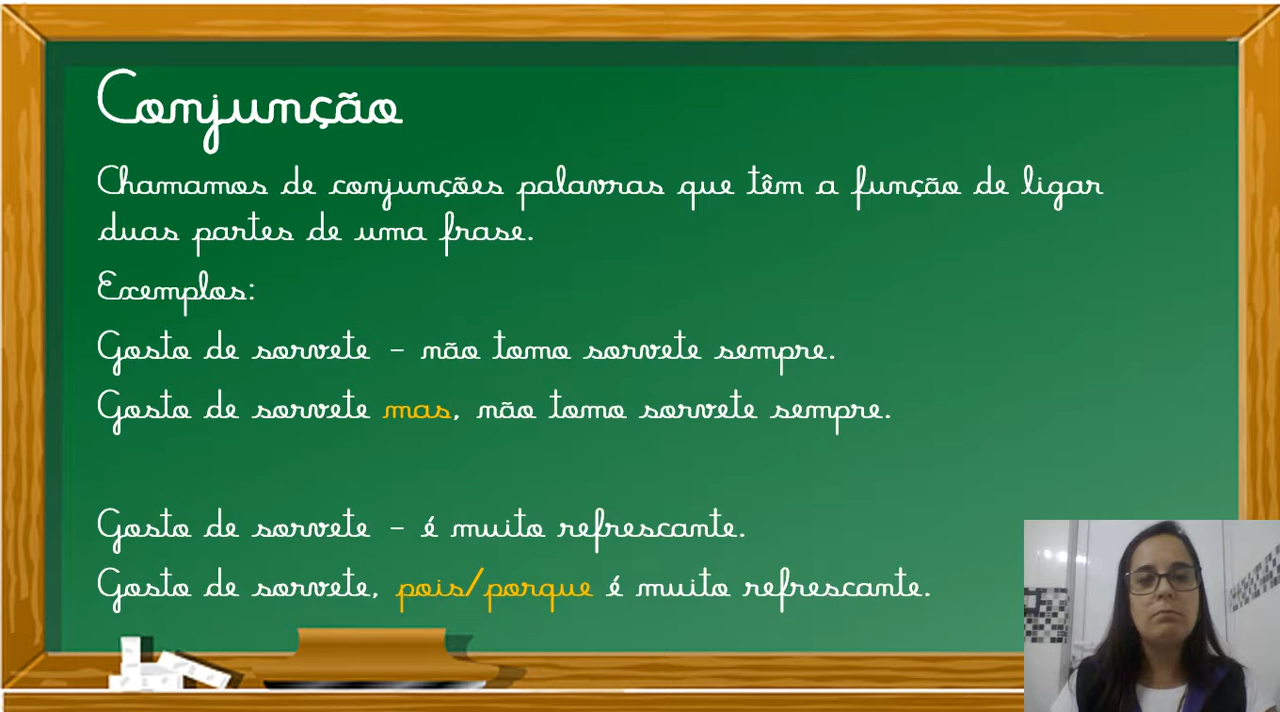 Conjunção
Chamamos de conjunções palavras que têm a função de ligar
duas partes de uma frase.
Exemplos:
Gosto de sorvete - não tomo sorvete sempre.
Gosto de sorvete mas, não tomo sorvete sempre.
Gosto de sorvete - é muito refrescante.
Gosto de sorvete, pois/porque é muito refrescante.